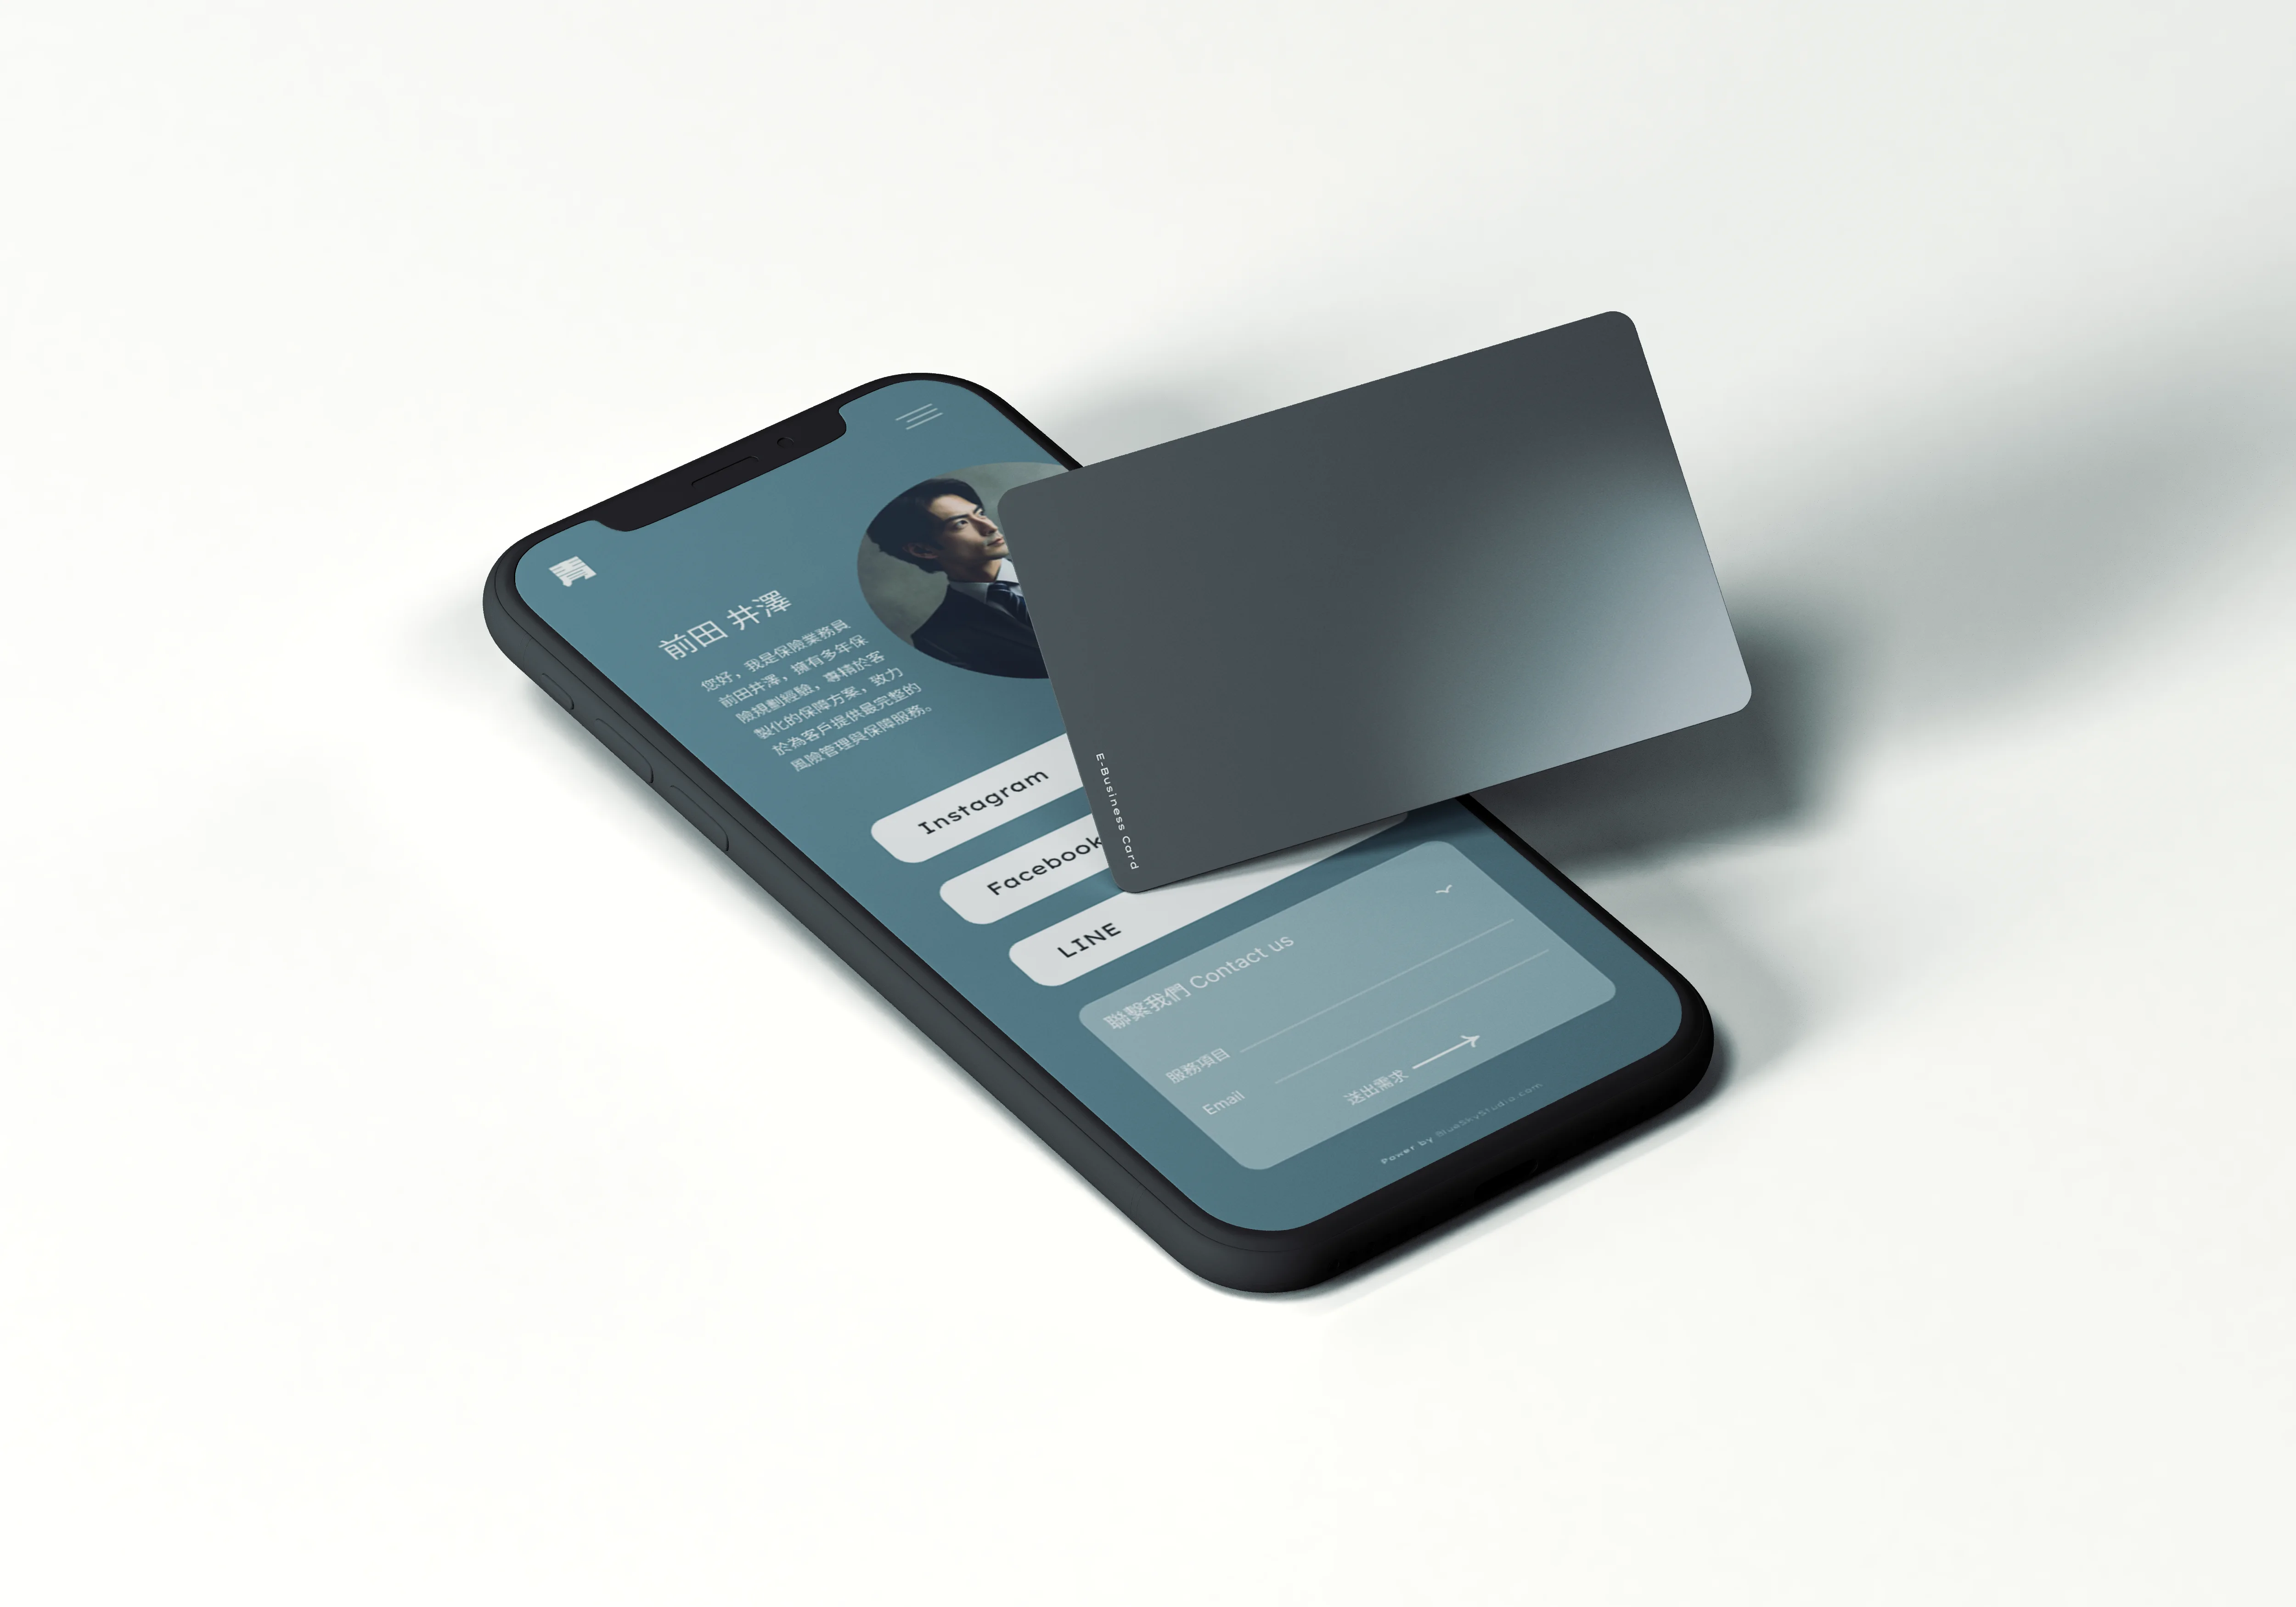 前田 井澤
您好，我是保險業務員
前田井澤，擁有多年保
險規劃經驗，專精於客
製化的保障方案，致力
於為客戶提供最完整的
風險管理與保障服務。
Instagram
Facebook
LINE
聯繫我們 Contact us
服務項目
Email
送出需求
Power by BlueSkyStudio.com
E-Business Card